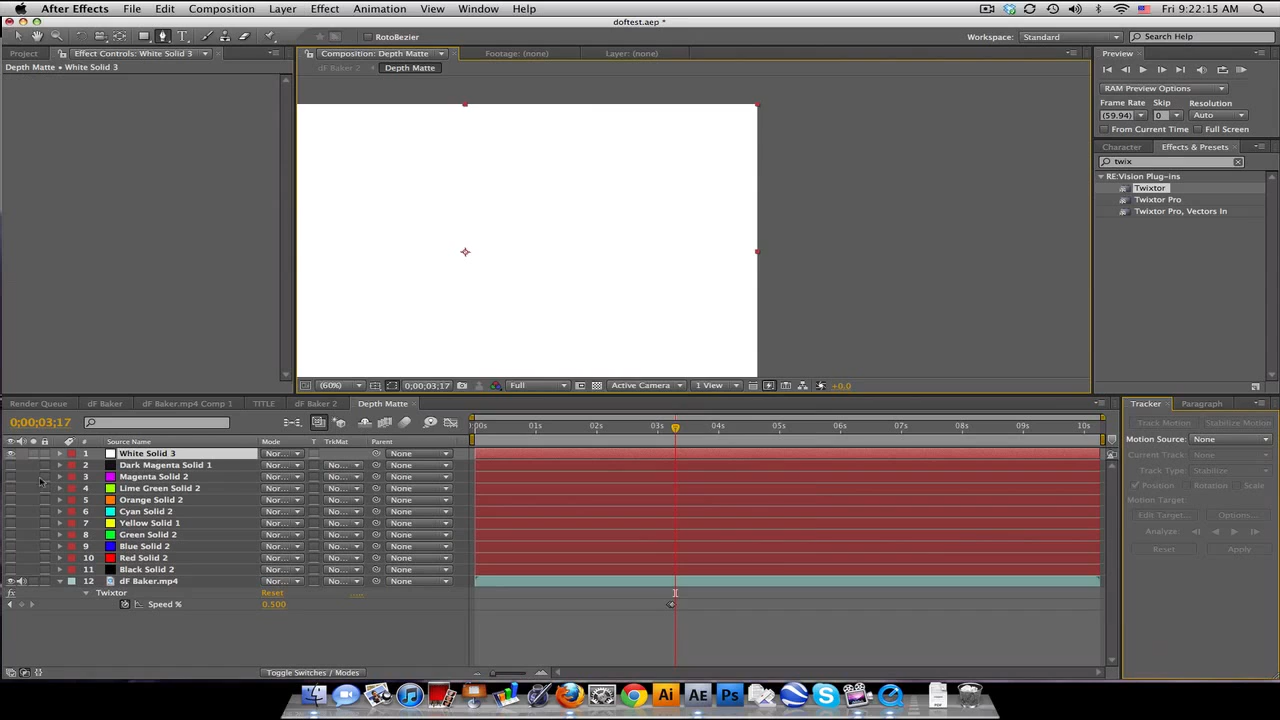 After Effects File Edit Composition Layer Effect Animation View Window Help Fri 9:22:15 AM
doftest.aep *
RotoBezier Workspace: Standard Search Help
Project Effect Controls: White Solid 3 Composition: Depth Matte Footage: (none) Layer: (none) Preview
Depth Matte • White Solid 3 dF Baker 2 Depth Matte
RAM Preview Options
Frame Rate Skip Resolution
(59.94) 0 Auto
From Current Time Full Screen
Character Effects & Presets
twix
RE:Vision Plug-ins
Twixtor
Twixtor Pro
Twixtor Pro, Vectors In
(60%) 0;00;03;17 Full Active Camera 1 View +0.0
Render Queue dF Baker dF Baker.mp4 Comp 1 TITLE dF Baker 2 Depth Matte Tracker Paragraph
0;00;03;17 :00s 01s 02s 03s 04s 05s 06s 07s 08s 09s 10s
Track Motion Stabilize Motion
Motion Source: None
Current Track: None
Track Type: Stabilize
Position Rotation Scale
Motion Target:
Edit Target... Options...
Analyze:
Reset Apply
# Source Name Mode T TrkMat Parent
1 White Solid 3 Nor... None
2 Dark Magenta Solid 1 Nor... No... None
3 Magenta Solid 2 Nor... No... None
4 Lime Green Solid 2 Nor... No... None
5 Orange Solid 2 Nor... No... None
6 Cyan Solid 2 Nor... No... None
7 Yellow Solid 1 Nor... No... None
8 Green Solid 2 Nor... No... None
9 Blue Solid 2 Nor... No... None
10 Red Solid 2 Nor... No... None
11 Black Solid 2 Nor... No... None
12 dF Baker.mp4 Nor... No... None
Twixtor Reset
Speed % 0.500
Toggle Switches / Modes
Ai AE Ps